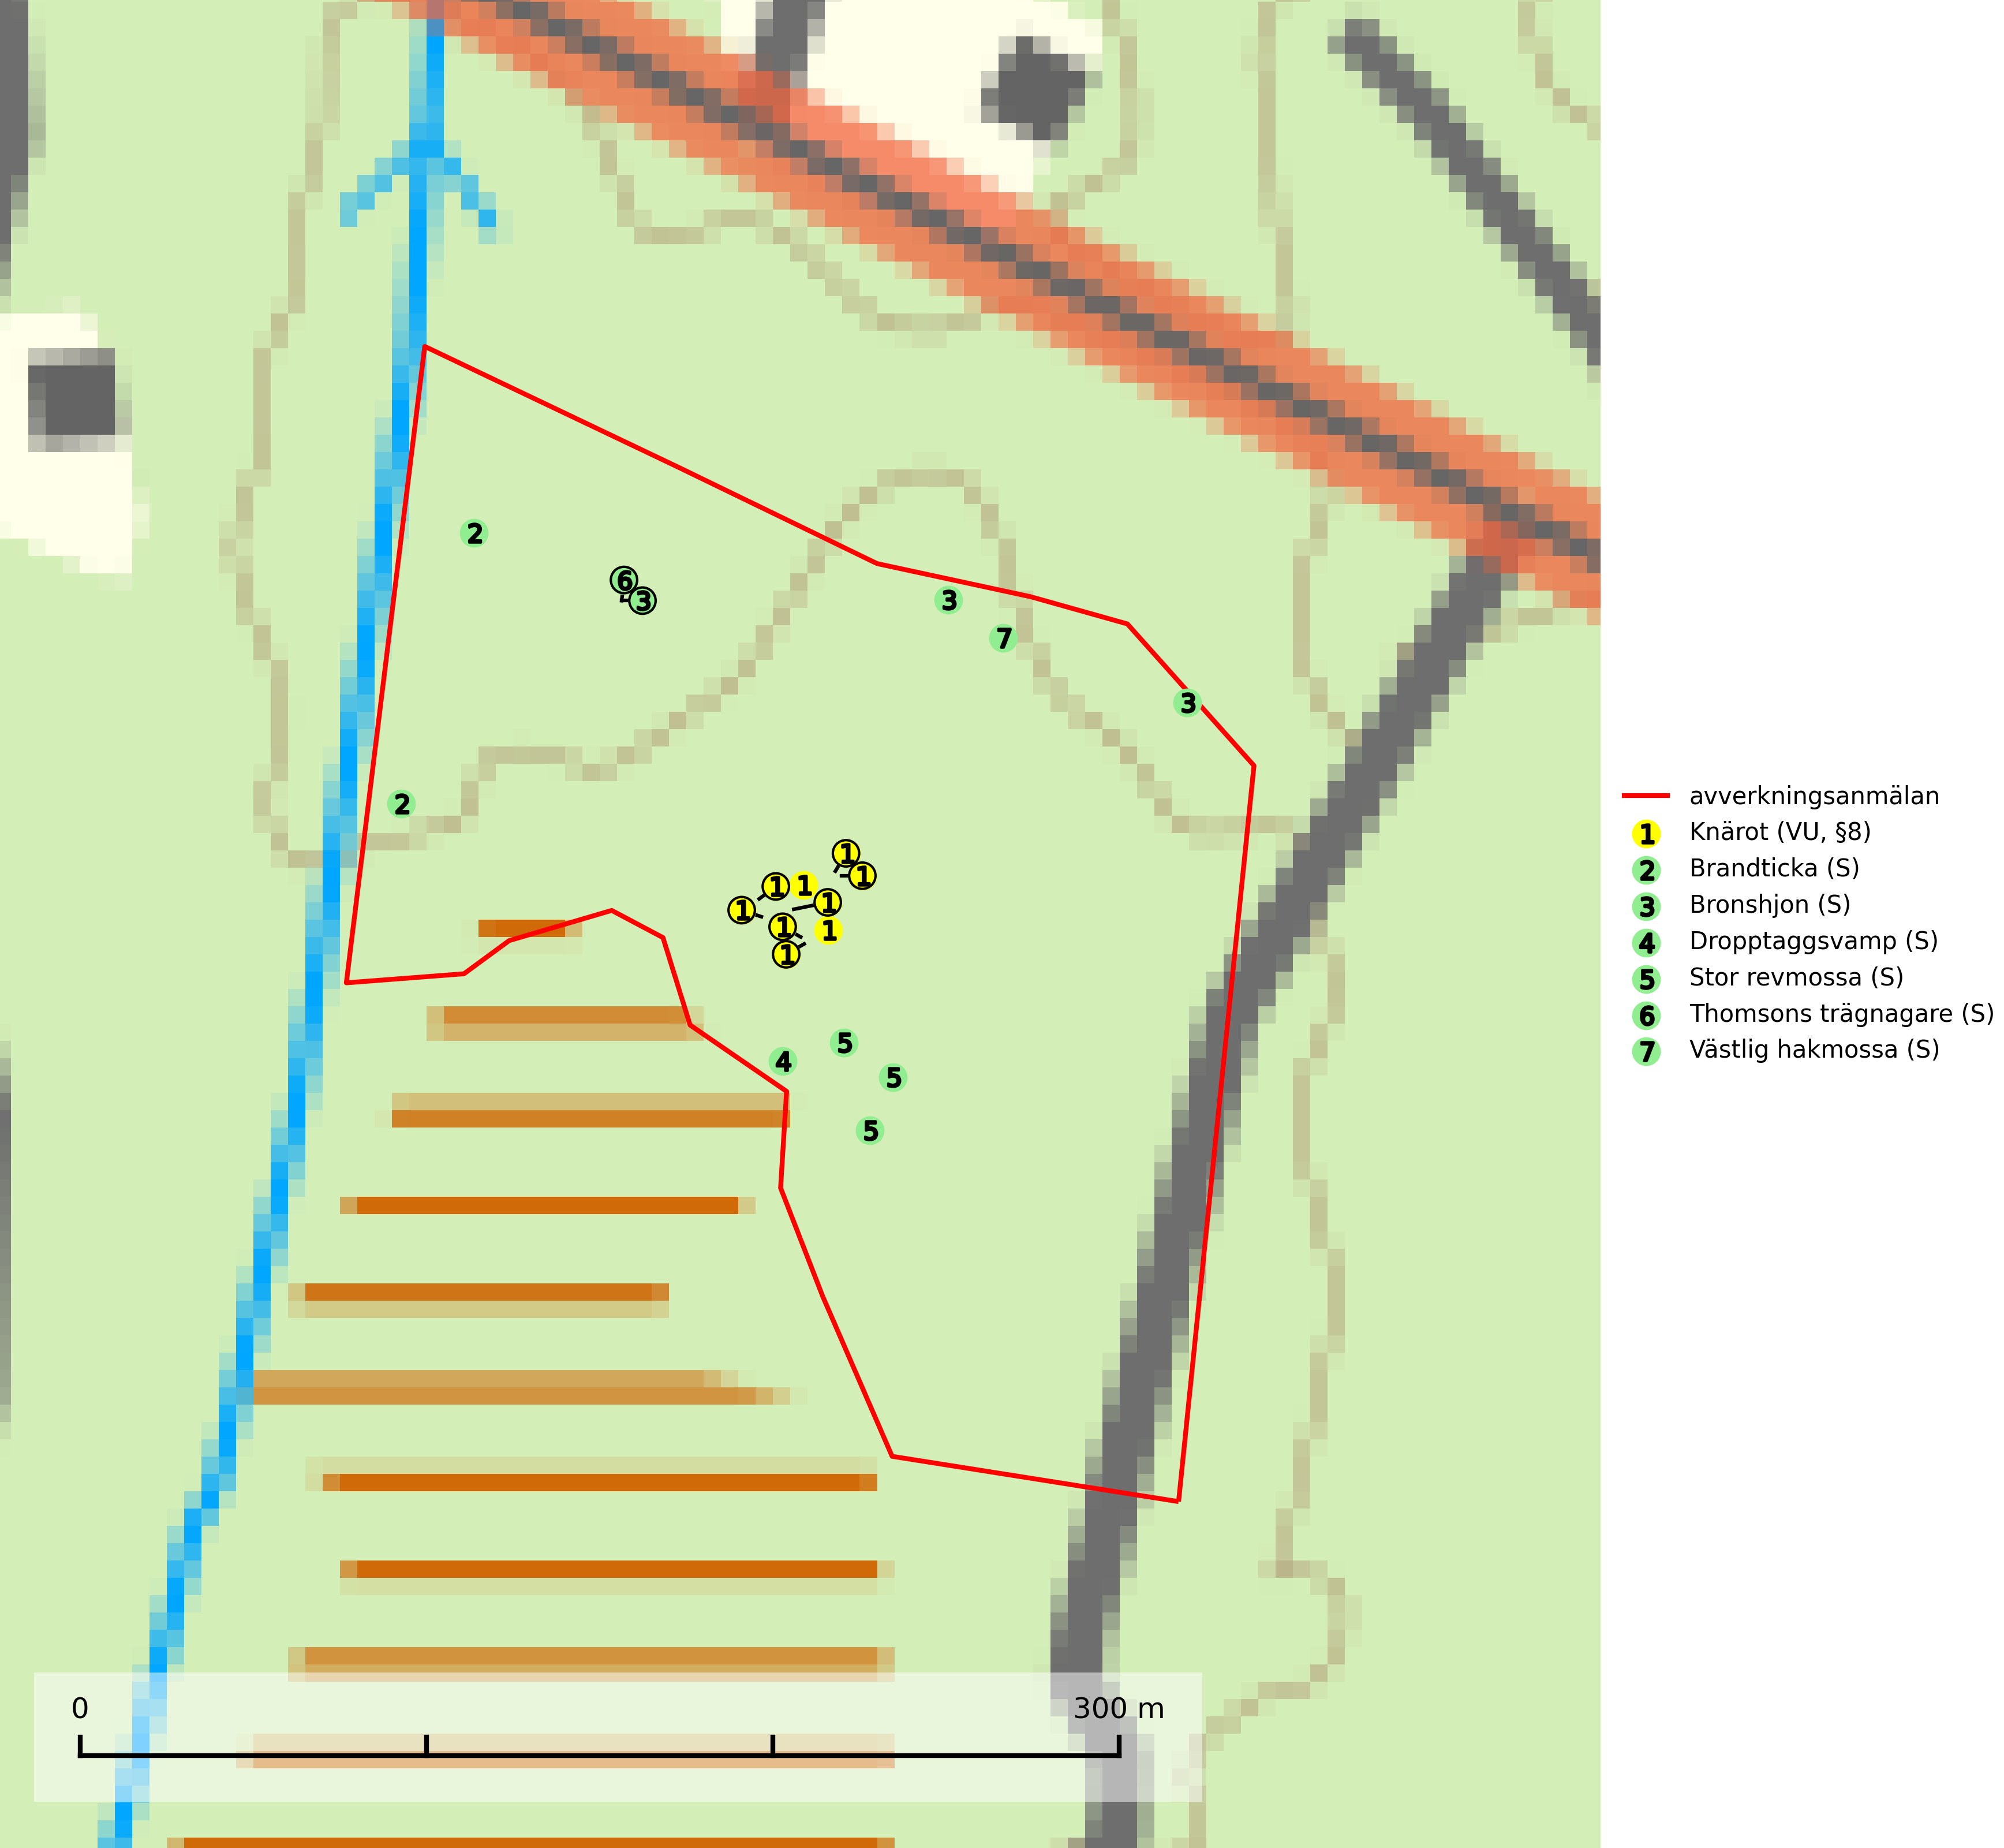 2
6
3
3
7
3
2
1
1
1
1
1
1
1
1
1
5
4
5
5
avverkningsanmälan
1 Knärot (VU, §8)
2 Brandticka (S)
3 Bronshjon (S)
4 Dropptaggsvamp (S)
5 Stor revmossa (S)
6 Thomsons trägnagare (S)
7 Västlig hakmossa (S)
0 300 m